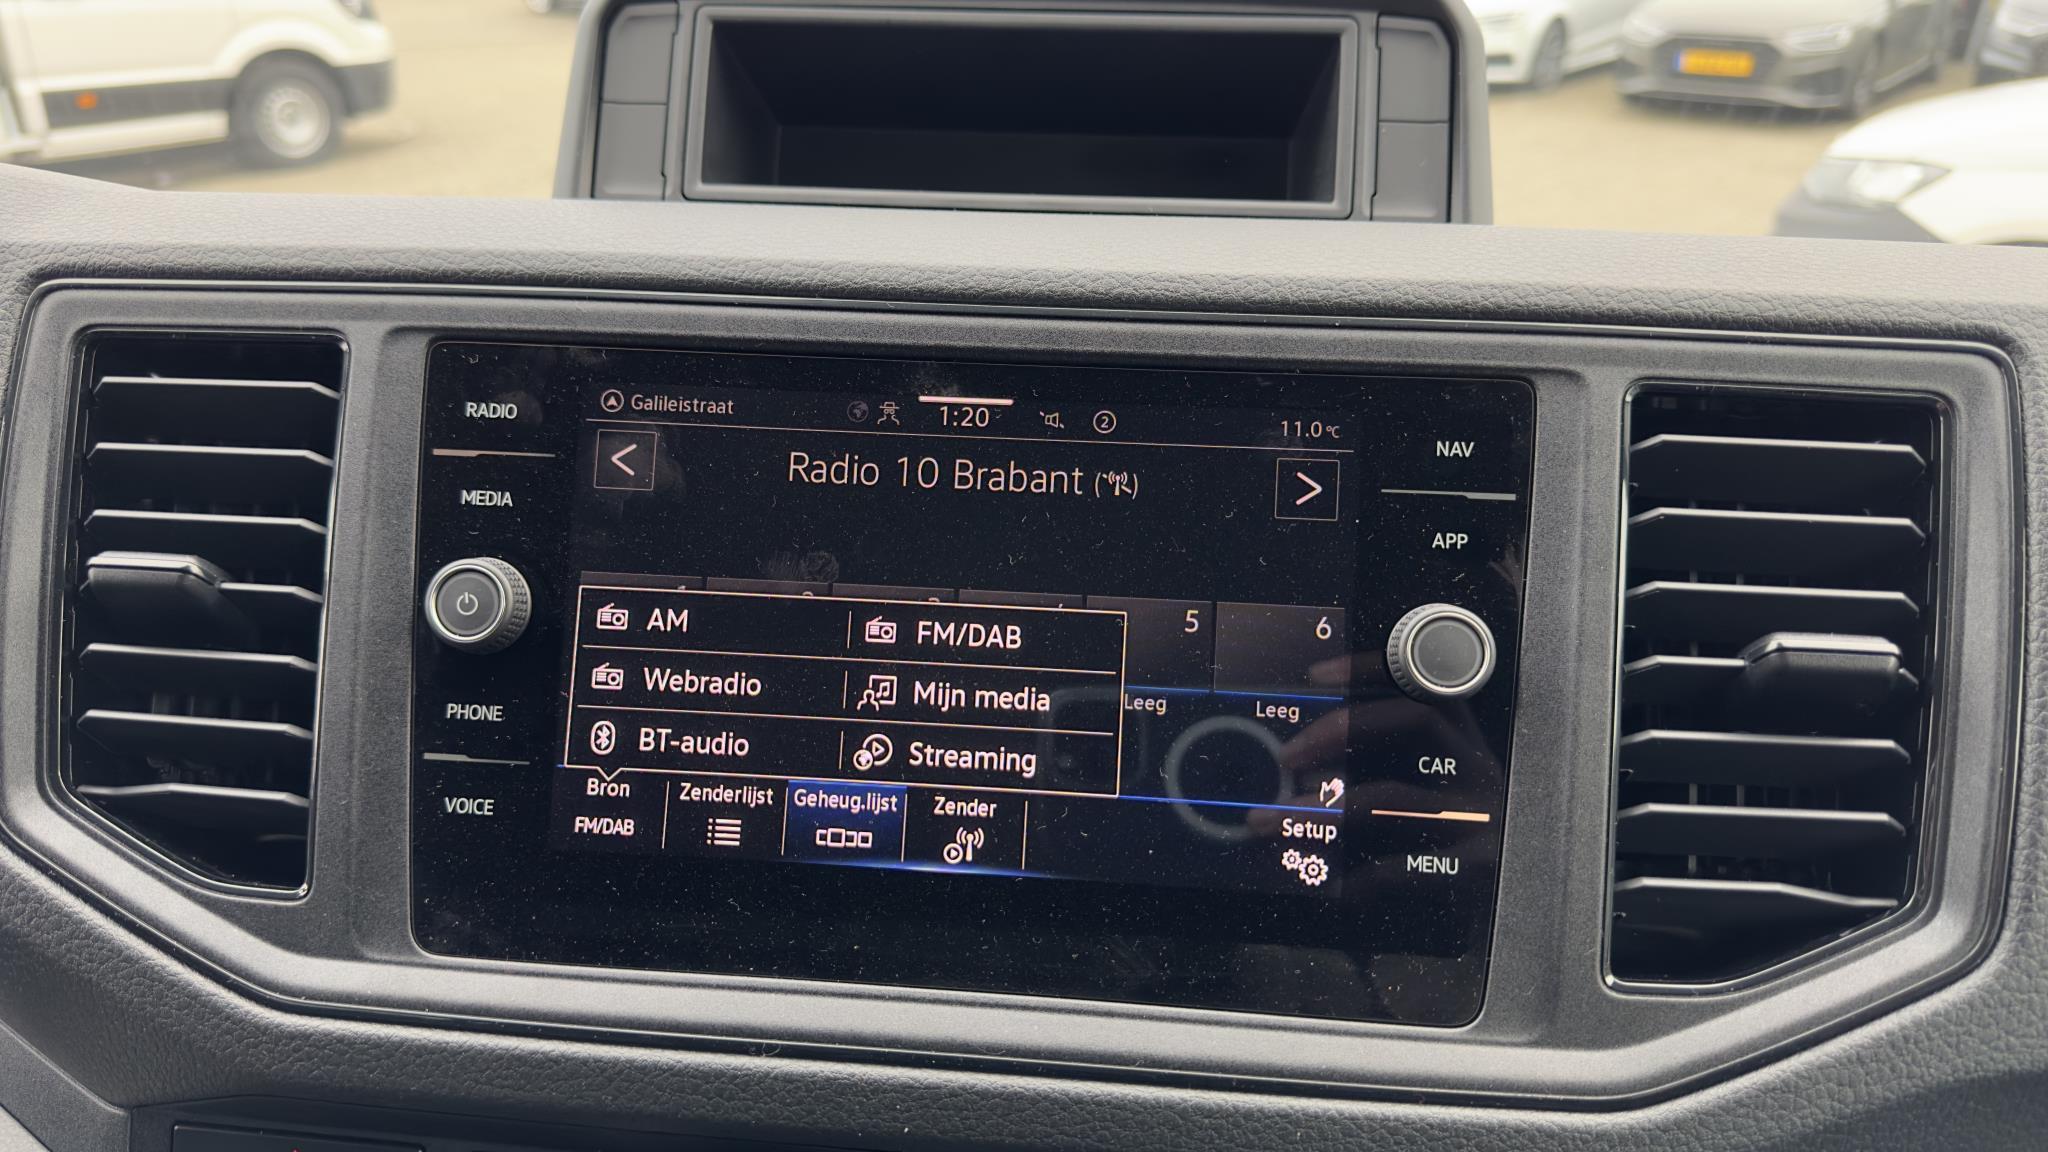 RADIO
MEDIA
PHONE
VOICE
Galileistraat
1:20
2
11.0°C
<
Radio 10 Brabant
>
5
6
AM
FM/DAB
Webradio
Mijn media
BT-audio
Streaming
Leeg
Leeg
Bron
FM/DAB
Zenderlijst
Geheug.lijst
Zender
Setup
NAV
APP
CAR
MENU